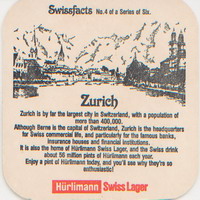 Swissfacts No.4 of a Series of Six.
Zurich
Zurich is by far the largest city in Switzerland, with a population of
more than 400,000.
Although Berne is the capital of Switzerland, Zurich is the headquarters
for Swiss commercial life, and particularly for the famous banks,
insurance houses and financial institutions.
It is also the home of Hürlimann Swiss Lager, and the Swiss drink
about 56 million pints of Hürlimann each year.
Enjoy a pint of Hürlimann today, and you'll see why they're so
enthusiastic!
Hürlimann Swiss Lager